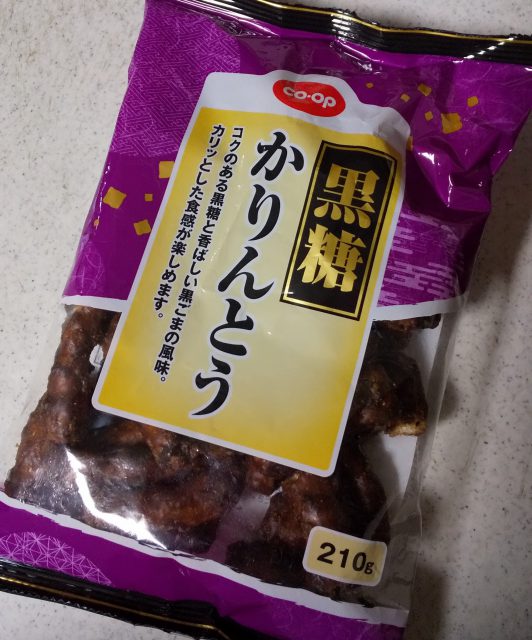 co·op
黒糖
かりんとう
コクのある黒糖と香ばしい黒ごまの風味。
カリッとした食感が楽しめます。
210g